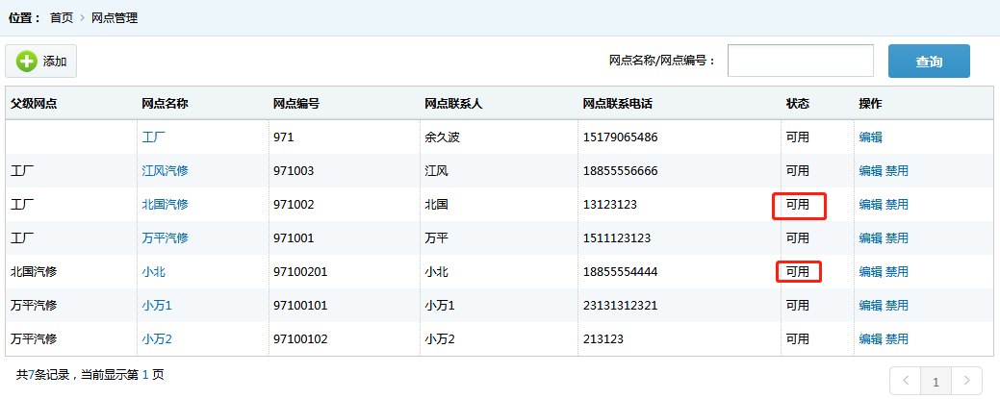 位置： 首页 > 网点管理
添加 网点名称/网点编号： 查询
父级网点 网点名称 网点编号 网点联系人 网点联系电话 状态 操作
工厂 971 余久波 15179065486 可用 编辑
工厂 江风汽修 971003 江风 18855556666 可用 编辑 禁用
工厂 北国汽修 971002 北国 13123123 可用 编辑 禁用
工厂 万平汽修 971001 万平 1511123123 可用 编辑 禁用
北国汽修 小北 97100201 小北 18855554444 可用 编辑 禁用
万平汽修 小万1 97100101 小万1 23131312321 可用 编辑 禁用
万平汽修 小万2 97100102 小万2 213123 可用 编辑 禁用
共7条记录，当前显示第 1 页 < 1 >